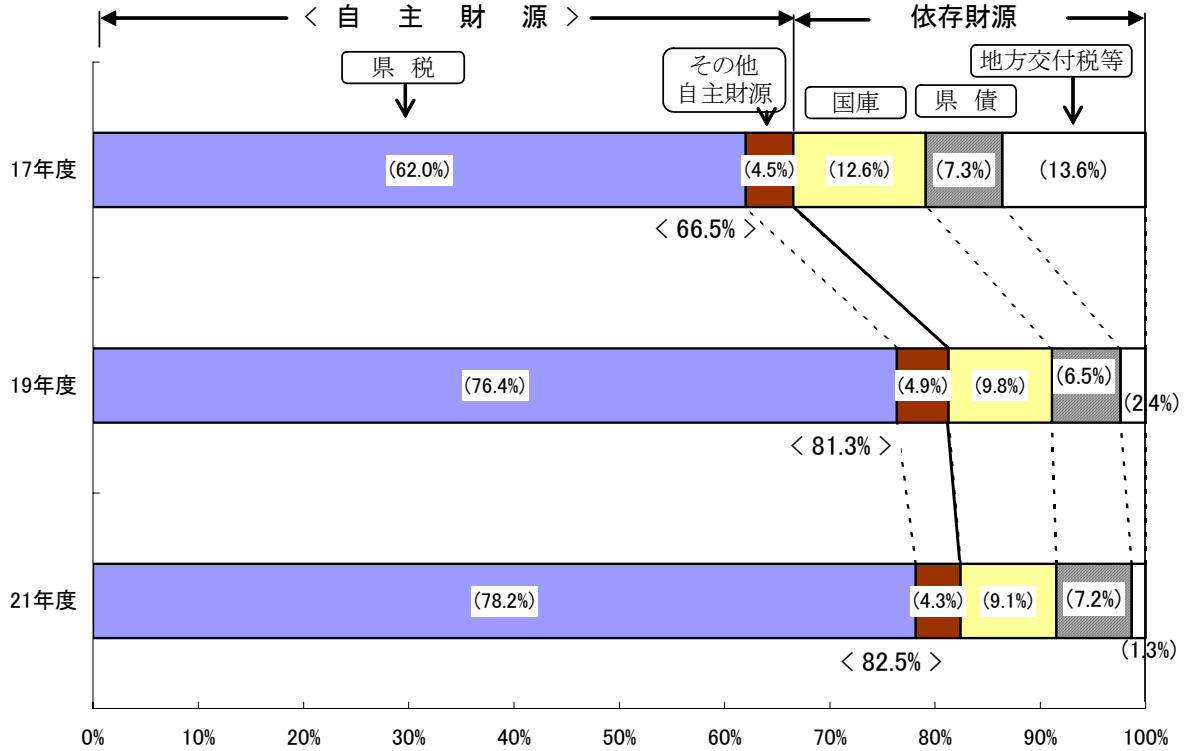 < 自 主 財 源 >
依存財源
県 税
その他
自主財源
国庫
県 債
地方交付税等
17年度
(62.0%)
(4.5%)
(12.6%)
(7.3%)
(13.6%)
< 66.5% >
19年度
(76.4%)
(4.9%)
(9.8%)
(6.5%)
(2.4%)
< 81.3% >
21年度
(78.2%)
(4.3%)
(9.1%)
(7.2%)
(1.3%)
< 82.5% >
0% 10% 20% 30% 40% 50% 60% 70% 80% 90% 100%